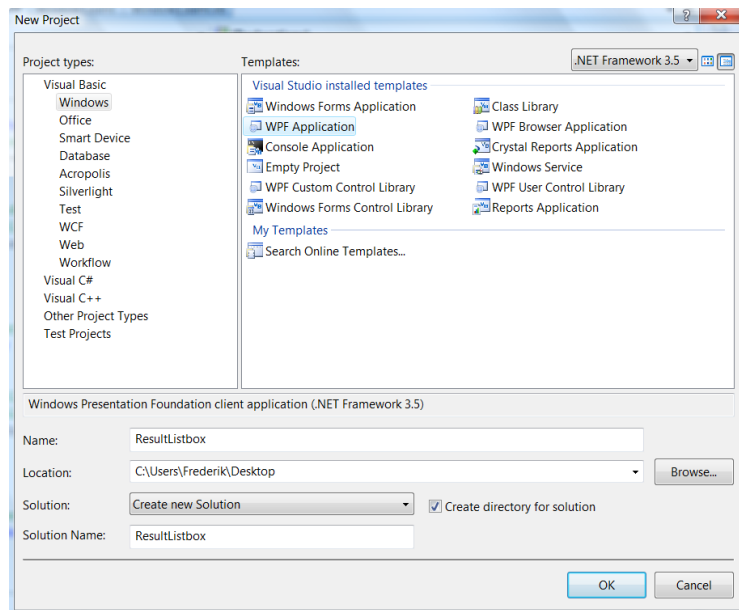 New Project
Project types:
Templates:
.NET Framework 3.5
Visual Basic
Windows
Office
Smart Device
Database
Acropolis
Silverlight
Test
WCF
Web
Workflow
Visual C#
Visual C++
Other Project Types
Test Projects
Visual Studio installed templates
Windows Forms Application
Class Library
WPF Application
WPF Browser Application
Console Application
Crystal Reports Application
Empty Project
Windows Service
WPF Custom Control Library
WPF User Control Library
Windows Forms Control Library
Reports Application
My Templates
Search Online Templates...
Windows Presentation Foundation client application (.NET Framework 3.5)
Name:
ResultListbox
Location:
C:\Users\Frederik\Desktop
Browse...
Solution:
Create new Solution
Create directory for solution
Solution Name:
ResultListbox
OK
Cancel